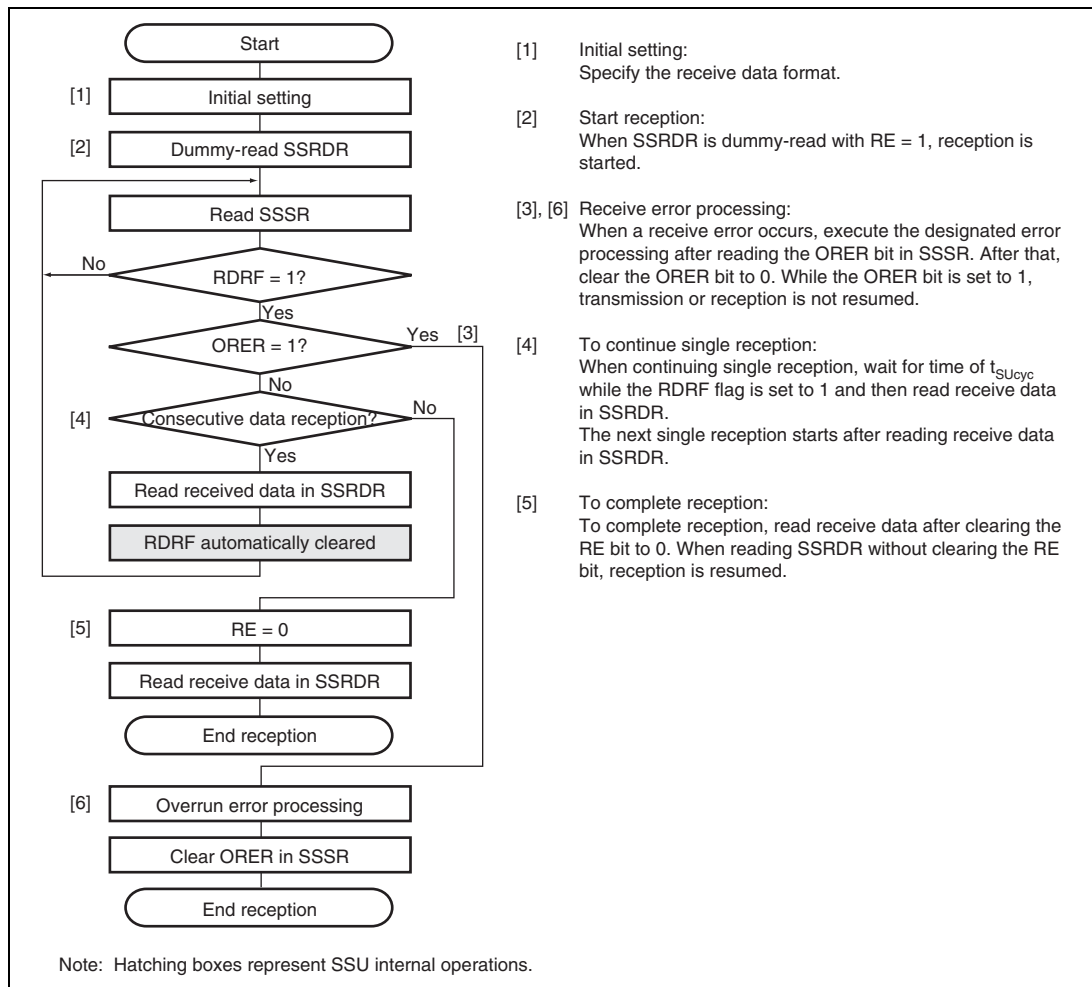 Start
[1] Initial setting
[2] Dummy-read SSRDR
Read SSSR
No
RDRF = 1?
Yes
ORER = 1?
Yes [3]
No
[4] Consecutive data reception?
No
Yes
Read received data in SSRDR
RDRF automatically cleared
[5] RE = 0
Read receive data in SSRDR
End reception
[6] Overrun error processing
Clear ORER in SSSR
End reception
[1] Initial setting:
Specify the receive data format.
[2] Start reception:
When SSRDR is dummy-read with RE = 1, reception is
started.
[3], [6] Receive error processing:
When a receive error occurs, execute the designated error
processing after reading the ORER bit in SSSR. After that,
clear the ORER bit to 0. While the ORER bit is set to 1,
transmission or reception is not resumed.
[4] To continue single reception:
When continuing single reception, wait for time of tSUcyc
while the RDRF flag is set to 1 and then read receive data
in SSRDR.
The next single reception starts after reading receive data
in SSRDR.
[5] To complete reception:
To complete reception, read receive data after clearing the
RE bit to 0. When reading SSRDR without clearing the RE
bit, reception is resumed.
Note: Hatching boxes represent SSU internal operations.